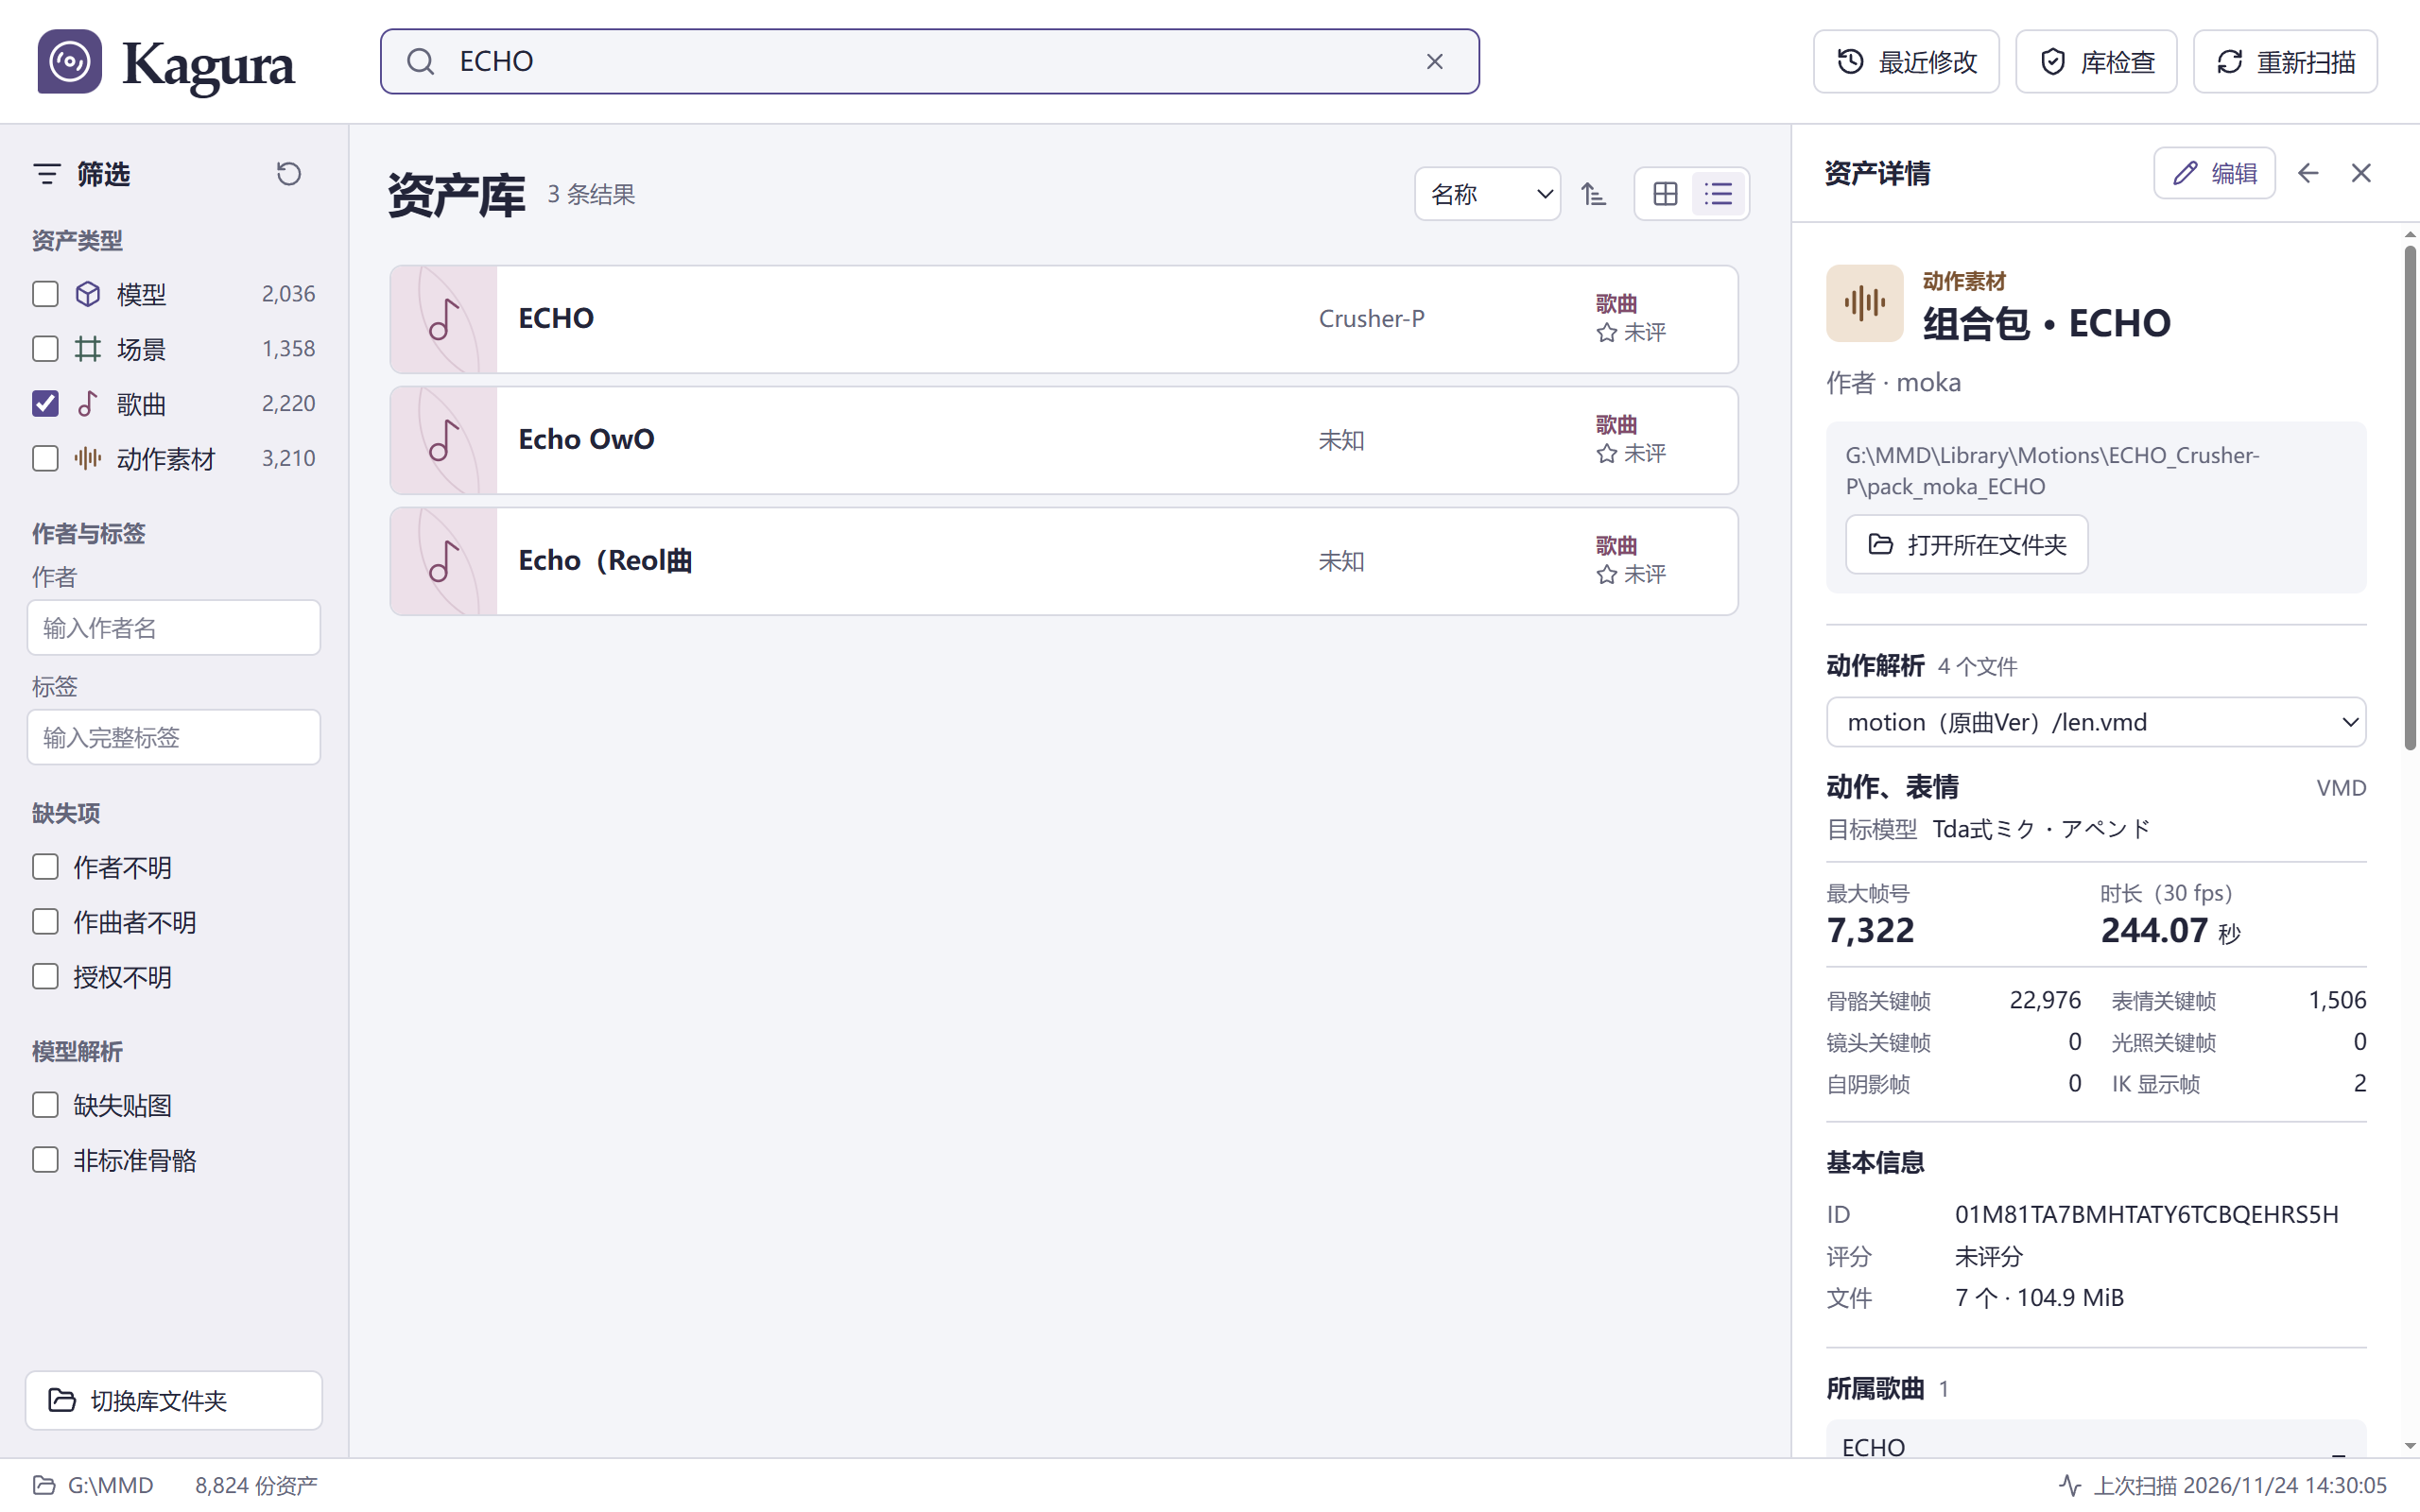 Kagura
ECHO
最近修改
库检查
重新扫描
筛选
资产类型
模型 2,036
场景 1,358
歌曲 2,220
动作素材 3,210
作者与标签
作者
输入作者名
标签
输入完整标签
缺失项
作者不明
作曲者不明
授权不明
模型解析
缺失贴图
非标准骨骼
切换库文件夹
资产库 3 条结果
名称
ECHO Crusher-P 歌曲
未评
Echo OwO 未知 歌曲
未评
Echo（Reol曲 未知 歌曲
未评
资产详情
编辑
动作素材
组合包 • ECHO
作者 · moka
G:\MMD\Library\Motions\ECHO_Crusher-
P\pack_moka_ECHO
打开所在文件夹
动作解析 4 个文件
motion（原曲Ver）/len.vmd
动作、表情 VMD
目标模型 Tda式ミク・アペンド
最大帧号 时长（30 fps）
7,322 244.07 秒
骨骼关键帧 22,976 表情关键帧 1,506
镜头关键帧 0 光照关键帧 0
自阴影帧 0 IK 显示帧 2
基本信息
ID 01M81TA7BMHTATY6TCBQEHRS5H
评分 未评分
文件 7 个 · 104.9 MiB
所属歌曲 1
ECHO
G:\MMD 8,824 份资产
上次扫描 2026/11/24 14:30:05